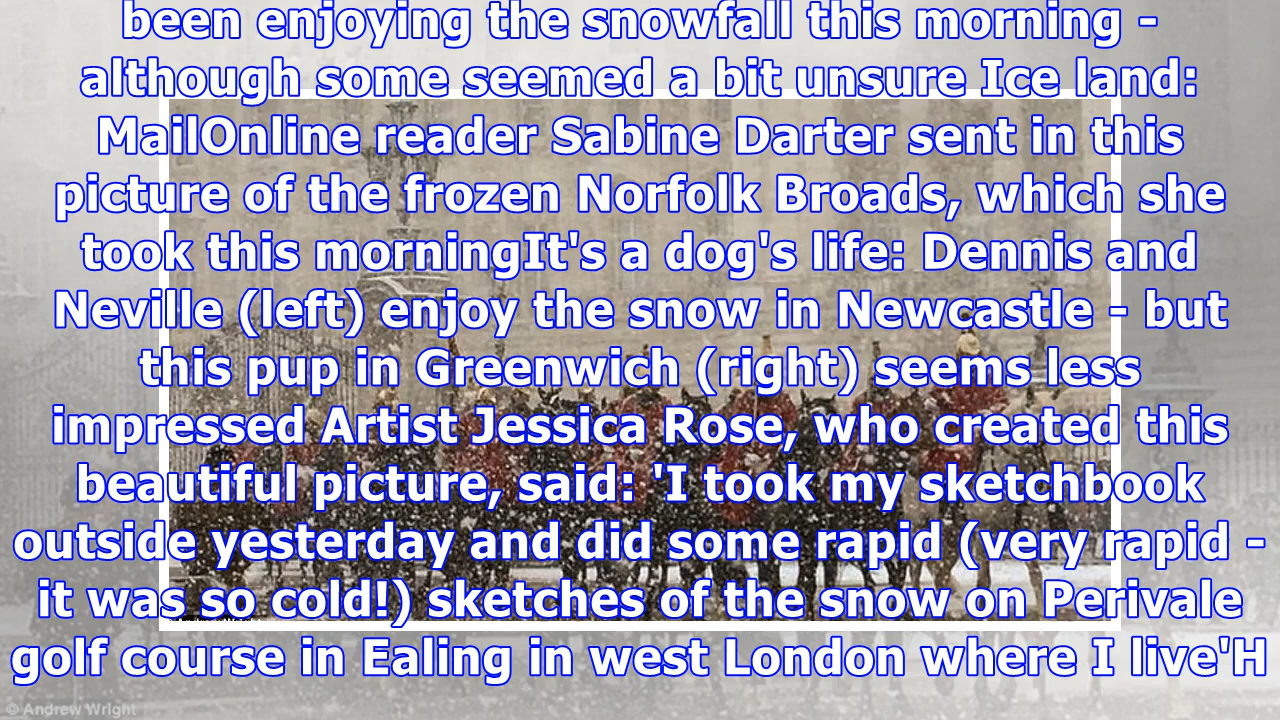 been enjoying the snowfall this morning -
although some seemed a bit unsure Ice land:
MailOnline reader Sabine Darter sent in this
picture of the frozen Norfolk Broads, which she
took this morningIt's a dog's life: Dennis and
Neville (left) enjoy the snow in Newcastle - but
this pup in Greenwich (right) seems less
impressed Artist Jessica Rose, who created this
beautiful picture, said: 'I took my sketchbook
outside yesterday and did some rapid (very rapid -
it was so cold!) sketches of the snow on Perivale
golf course in Ealing in west London where I live'H
© Andrew Wright